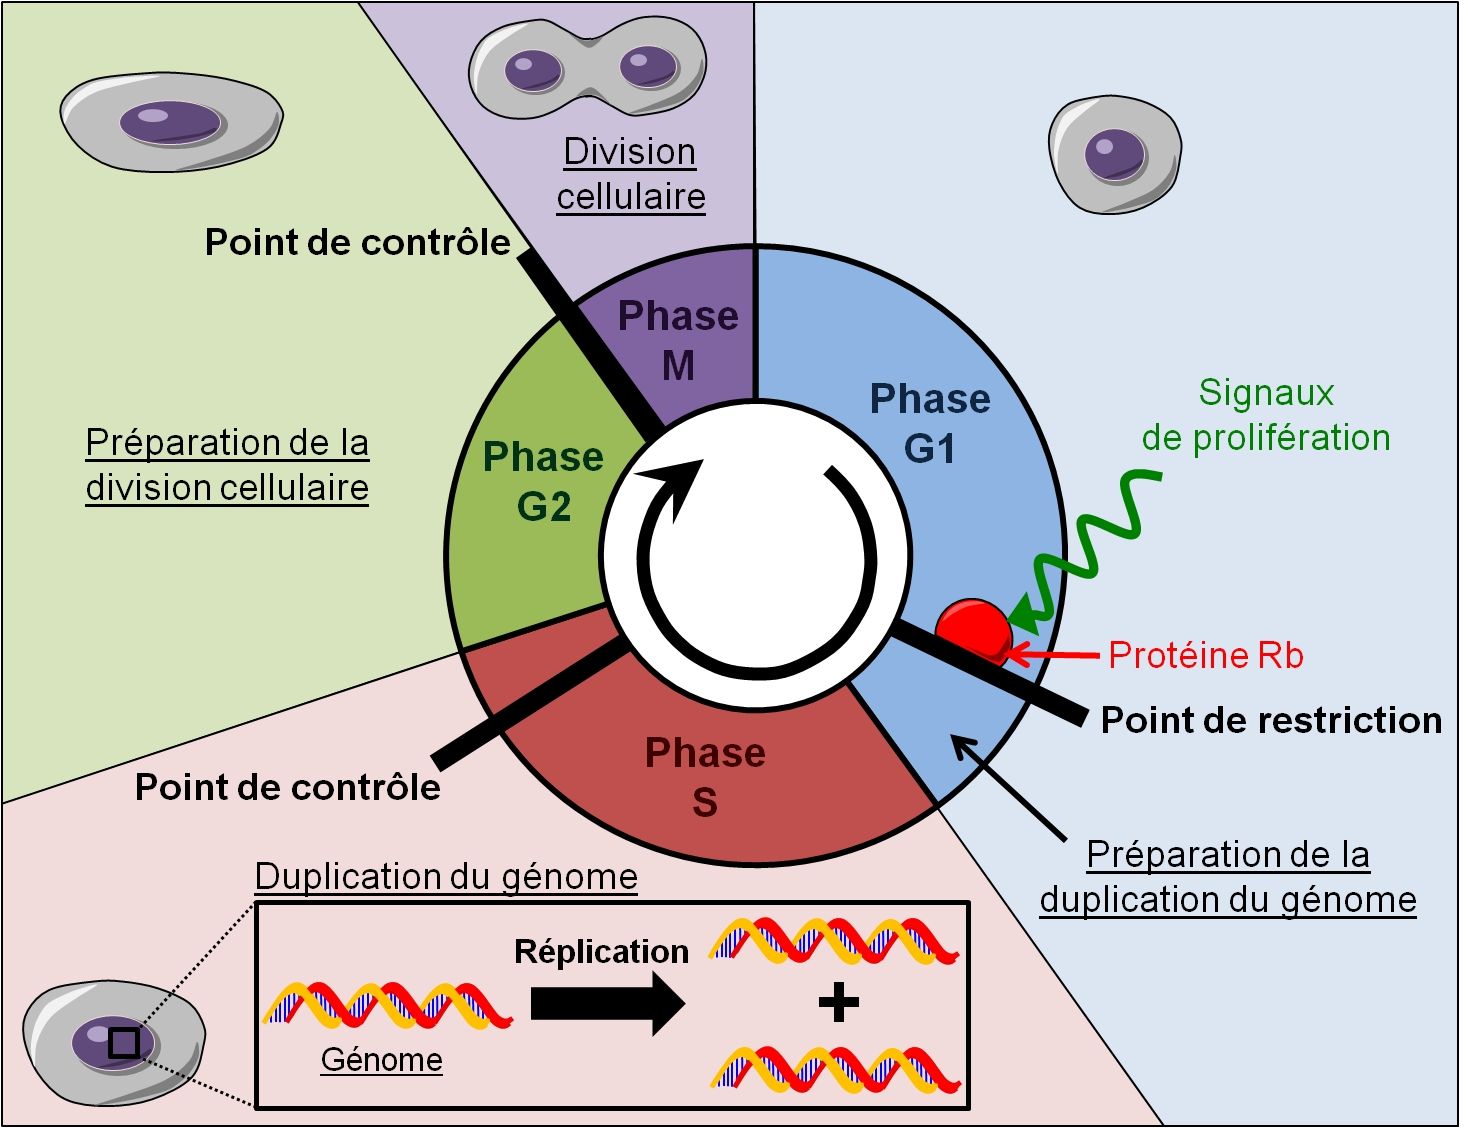 Division
cellulaire
Point de contrôle
Phase
M
Phase
G1
Signaux
de prolifération
Préparation de la
division cellulaire
Phase
G2
Protéine Rb
Point de restriction
Phase
S
Point de contrôle
Préparation de la
duplication du génome
Duplication du génome
Réplication
+
Génome